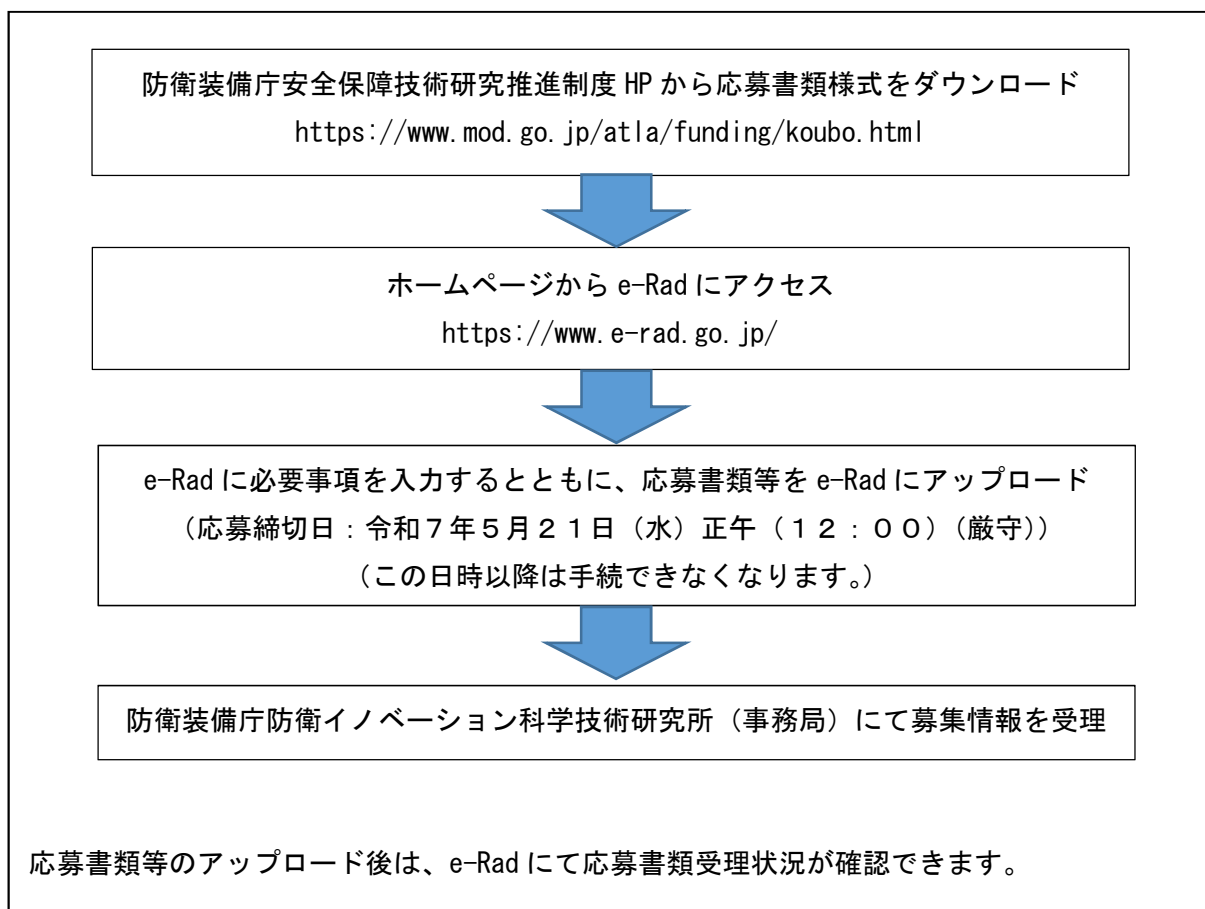 防衛装備庁安全保障技術研究推進制度 HP から応募書類様式をダウンロード
https://www.mod.go.jp/atla/funding/koubo.html
ホームページから e-Rad にアクセス
https://www.e-rad.go.jp/
e-Rad に必要事項を入力するとともに、応募書類等を e-Rad にアップロード
（応募締切日：令和７年５月２１日（水）正午（１２：００）（厳守））
（この日時以降は手続できなくなります。）
防衛装備庁防衛イノベーション科学技術研究所（事務局）にて募集情報を受理
応募書類等のアップロード後は、e-Rad にて応募書類受理状況が確認できます。